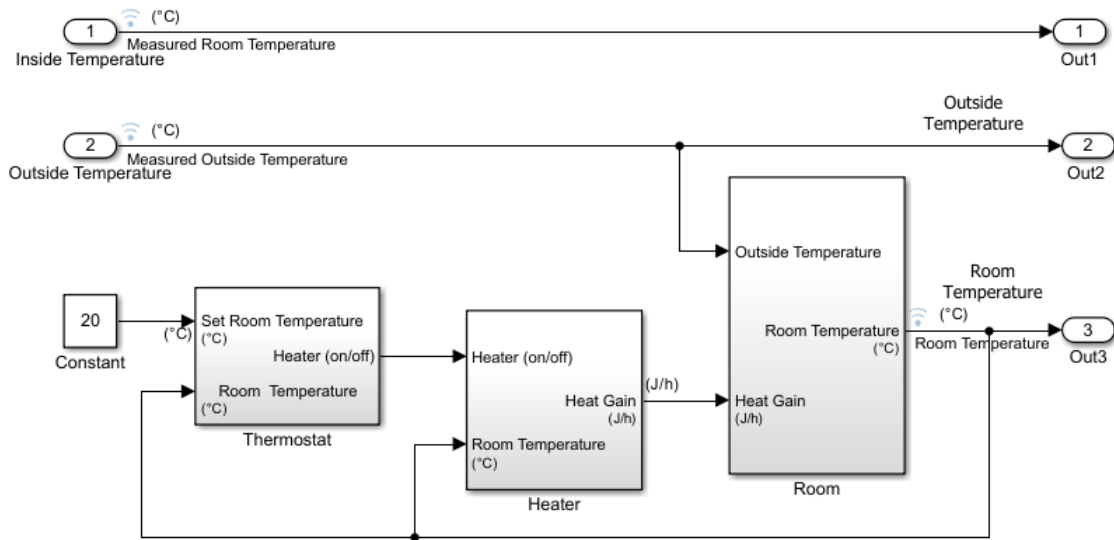 1
(°C)
Measured Room Temperature
Inside Temperature
1
Out1
2
(°C)
Measured Outside Temperature
Outside Temperature
Outside
Temperature
2
Out2
20
Constant
(°C)
Set Room Temperature
(°C)
Heater (on/off)
Room  Temperature
(°C)
Thermostat
Heater (on/off)
Heat Gain
(J/h)
Room Temperature
(°C)
Heater
(J/h)
Outside Temperature
Room Temperature
(°C)
Heat Gain
(J/h)
Room
Room
Temperature
(°C)
Room Temperature
3
Out3